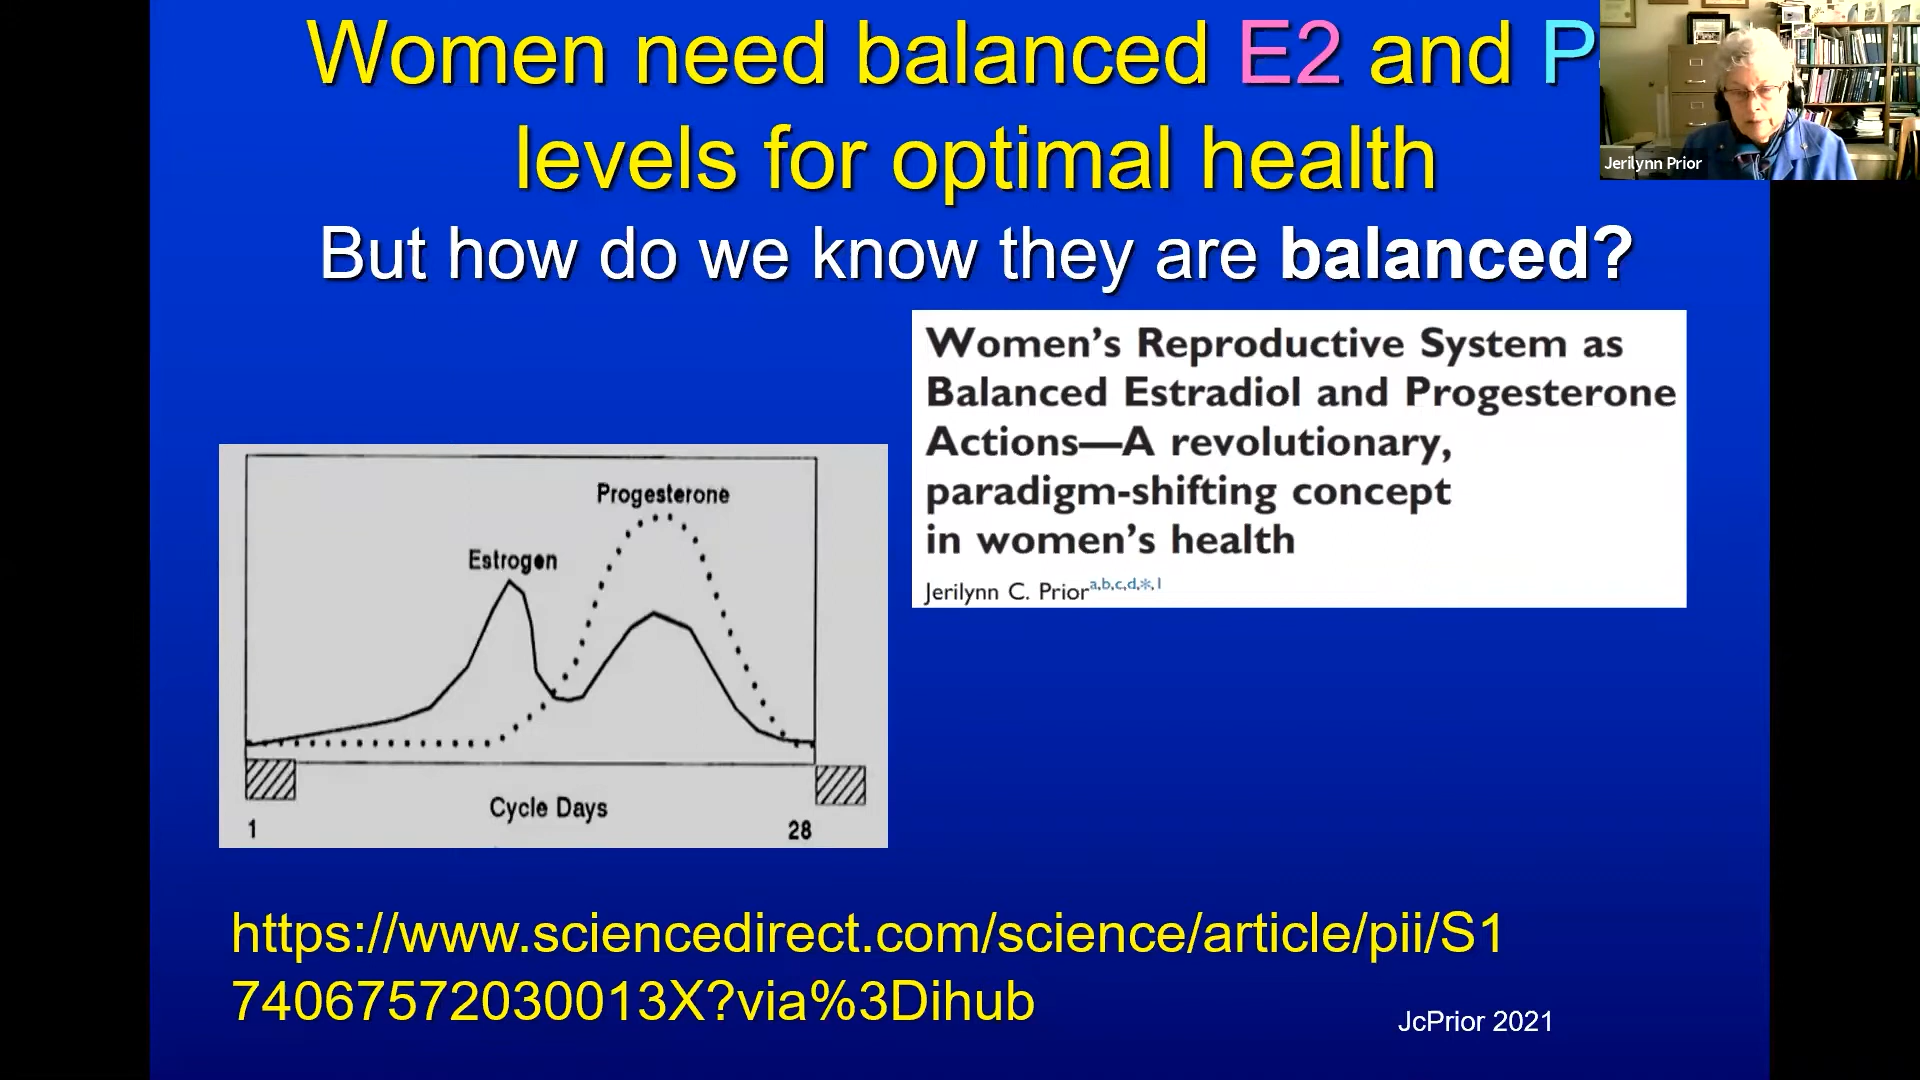 Women need balanced E2 and P
levels for optimal health
But how do we know they are balanced?
Jerilynn Prior
Women's Reproductive System as
Balanced Estradiol and Progesterone
Actions—A revolutionary,
paradigm-shifting concept
in women's health
Jerilynn C. Prior a,b,c,d,*,1
Progesterone
Estrogen
Cycle Days
1
28
https://www.sciencedirect.com/science/article/pii/S1
74067572030013X?via%3Dihub
JcPrior 2021